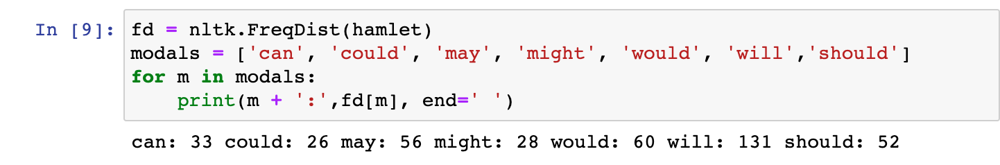 In [9]: fd = nltk.FreqDist(hamlet)
modals = ['can', 'could', 'may', 'might', 'would', 'will','should']
for m in modals:
    print(m + ':',fd[m], end=' ')
can: 33 could: 26 may: 56 might: 28 would: 60 will: 131 should: 52